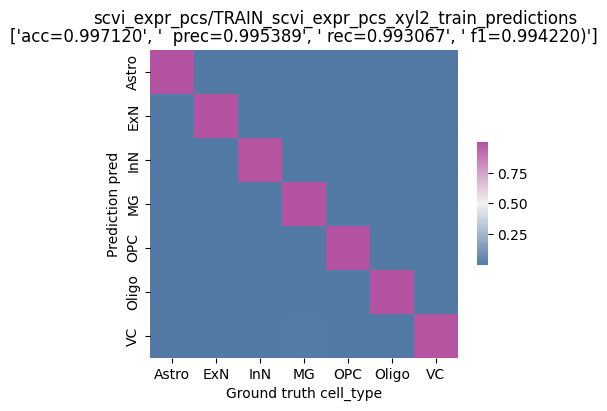 scvi_expr_pcs/TRAIN_scvi_expr_pcs_xyl2_train_predictions
['acc=0.997120', '  prec=0.995389', ' rec=0.993067', ' f1=0.994220)']
Astro
ExN
InN
MG
OPC
Oligo
VC
Prediction pred
0.75
0.50
0.25
Astro ExN InN MG OPC Oligo VC
Ground truth cell_type